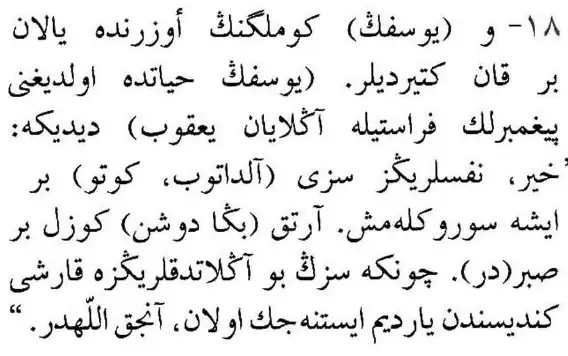 ١٨- و (يوسفڭ) كوملگنڭ أوزرنده يالان
بر قان كتيرديلر. (يوسفڭ حياتده اولديغنى
پيغمبرلك فراستيله آڭلايان يعقوب) ديديكه:
”خير، نفسلريڭز سزى (آلداتوب، كوتو) بر
ايشه سوروكله‌مش. آرتق (بڭا دوشن) كوزل بر
صبر(در). چونكه سزڭ بو آڭلاتدقلريڭزه قارشى
كنديسندن يارديم ايستنه‌جك اولان، آنجق اللّهدر.“